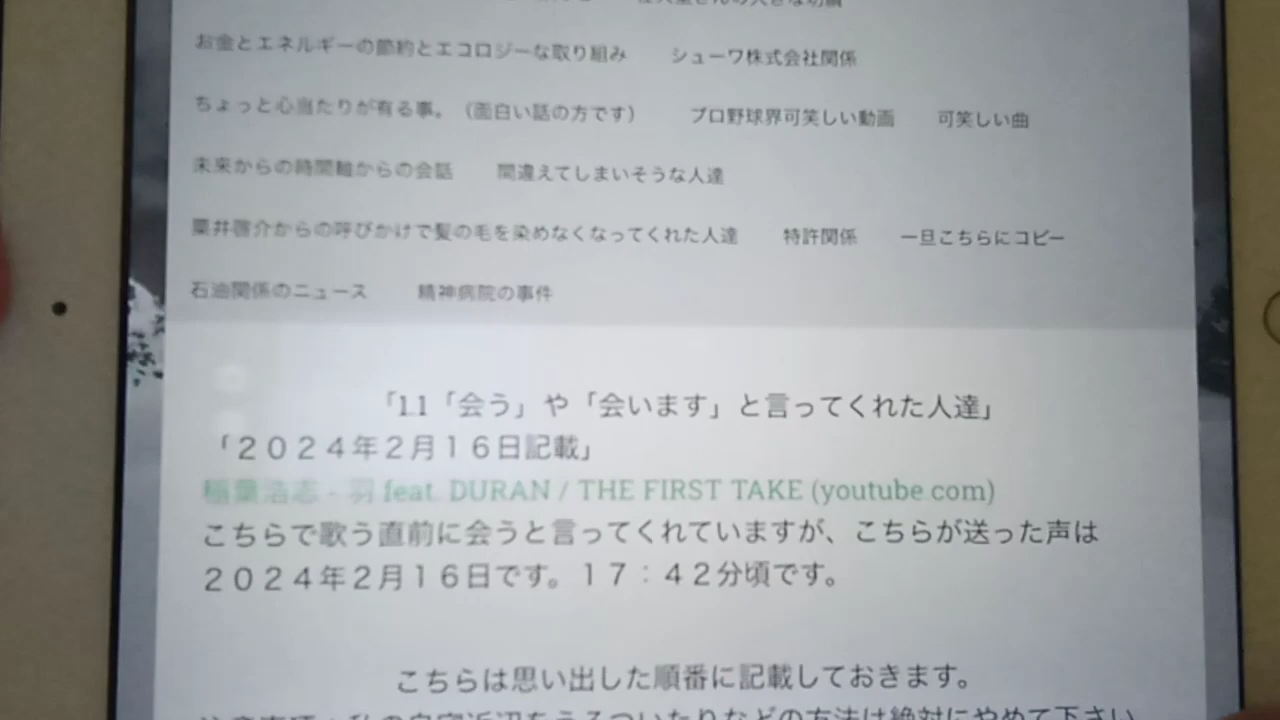 お金とエネルギーの節約とエコロジーな取り組み　　シューワ株式会社関係
ちょっと心当たりが有る事。（面白い話の方です）　　プロ野球界可笑しい動画　　可笑しい曲
未来からの時間軸からの会話　　間違えてしまいそうな人達
粟井啓介からの呼びかけで髪の毛を染めなくなってくれた人達　　特許関係　　一旦こちらにコピー
石油関係のニュース　　精神病院の事件
「11「会う」や「会います」と言ってくれた人達」
「２０２４年２月１６日記載」
稲葉浩志 - 羽 feat. DURAN / THE FIRST TAKE (youtube.com)
こちらで歌う直前に会うと言ってくれていますが、こちらが送った声は
２０２４年２月１６日です。１７：４２分頃です。
こちらは思い出した順番に記載しておきます。